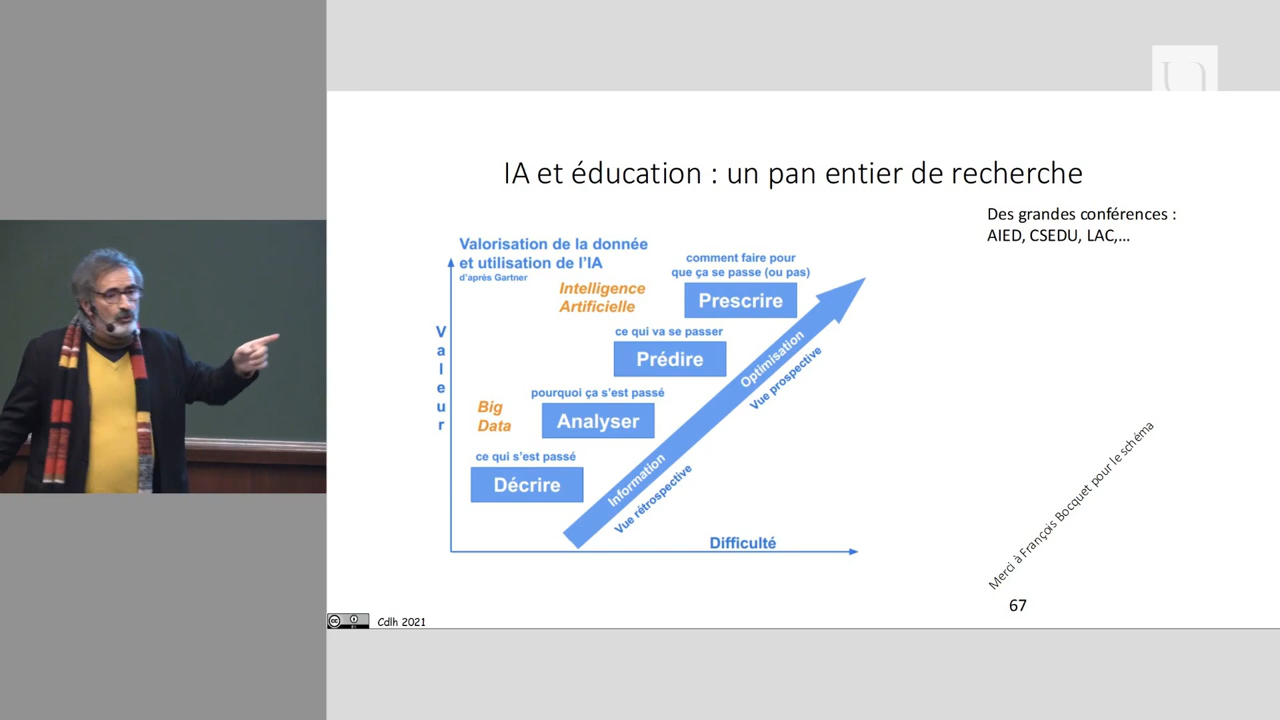 IA et éducation : un pan entier de recherche
Des grandes conférences :
AIED, CSEDU, LAC,...
Valorisation de la donnée
et utilisation de l'IA
d'après Gartner
comment faire pour
que ça se passe (ou pas)
Prescrire
Intelligence
Artificielle
ce qui va se passer
Prédire
pourquoi ça s'est passé
Analyser
Big
Data
ce qui s'est passé
Décrire
Valeur
Optimisation
Vue prospective
Information
Vue rétrospective
Difficulté
Merci à François Bocquet pour le schéma
67
cc
Cdlh 2021